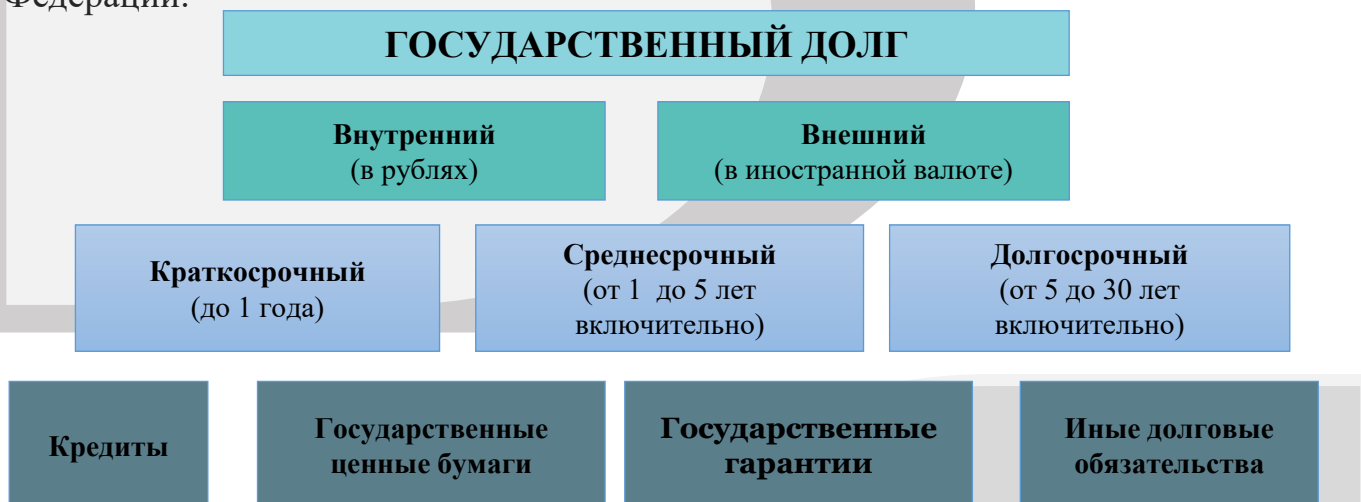 Федерации.
ГОСУДАРСТВЕННЫЙ ДОЛГ
Внутренний
(в рублях)
Внешний
(в иностранной валюте)
Краткосрочный
(до 1 года)
Среднесрочный
(от 1 до 5 лет
включительно)
Долгосрочный
(от 5 до 30 лет
включительно)
Кредиты
Государственные
ценные бумаги
Государственные
гарантии
Иные долговые
обязательства